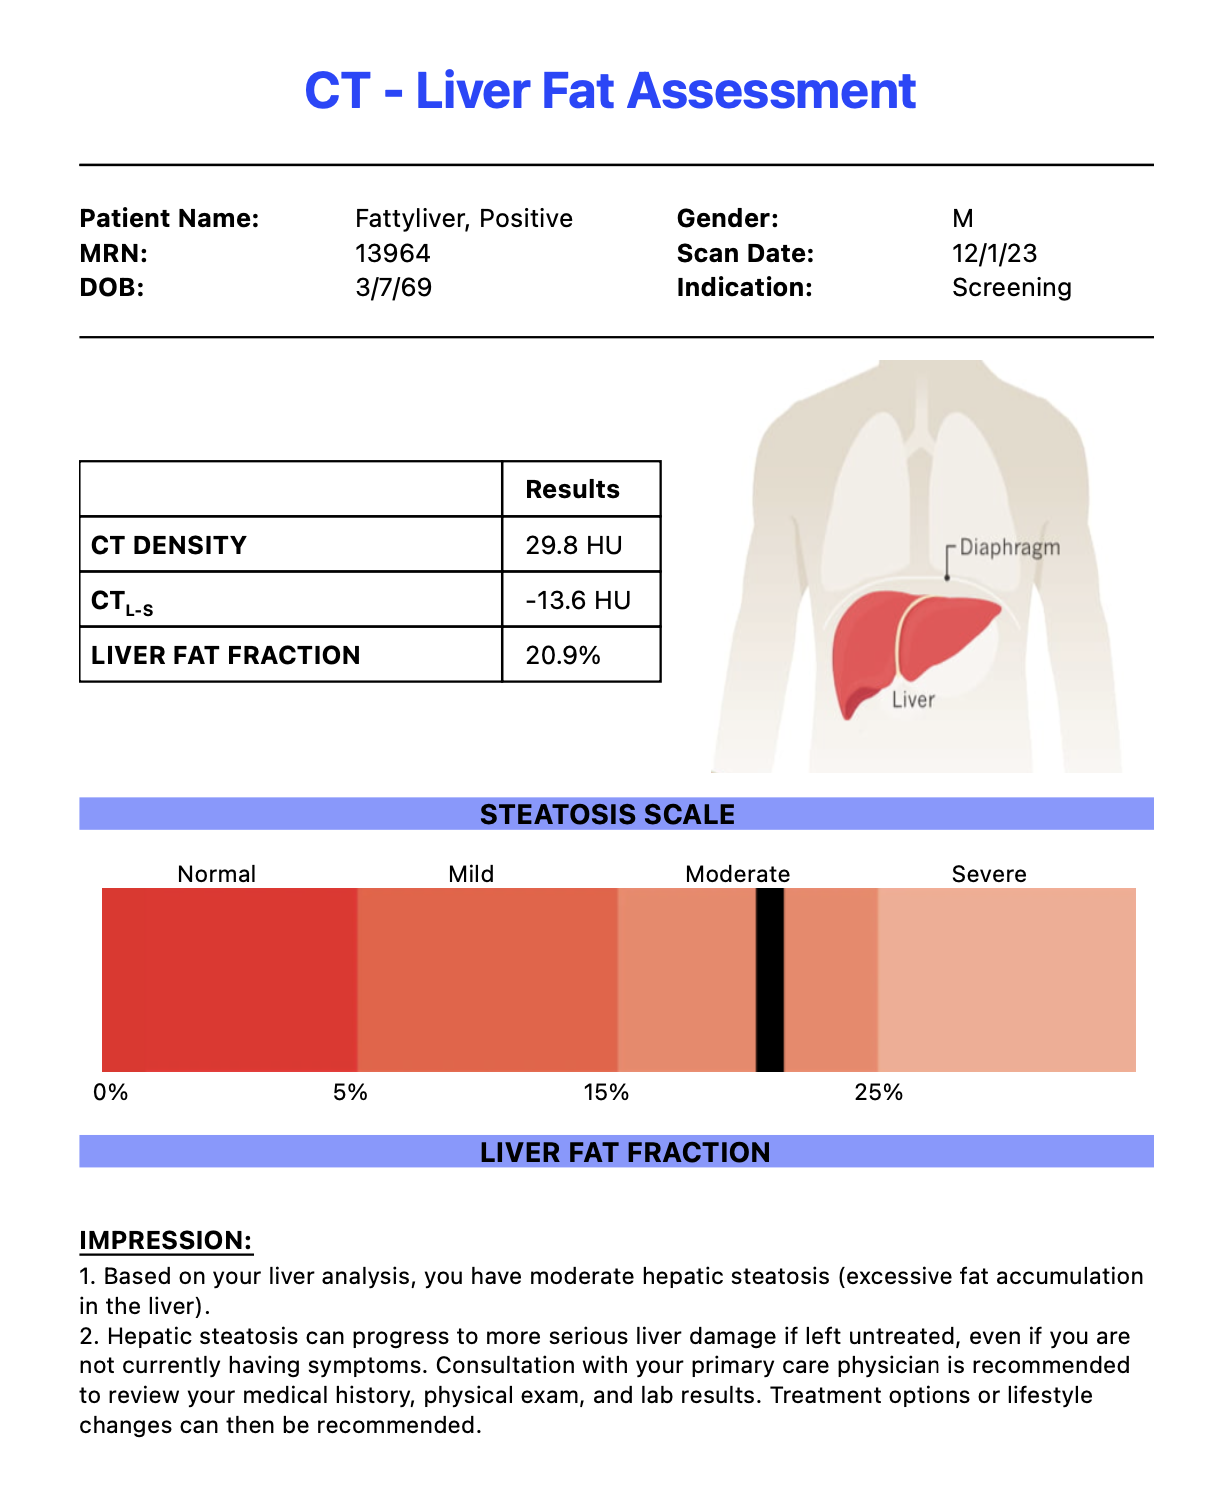 CT - Liver Fat Assessment
Patient Name: Fattyliver, Positive Gender: M
MRN: 13964 Scan Date: 12/1/23
DOB: 3/7/69 Indication: Screening
Results
CT DENSITY 29.8 HU
CTL-S -13.6 HU
LIVER FAT FRACTION 20.9%
Diaphragm
Liver
STEATOSIS SCALE
Normal Mild Moderate Severe
0% 5% 15% 25%
LIVER FAT FRACTION
IMPRESSION:
1. Based on your liver analysis, you have moderate hepatic steatosis (excessive fat accumulation
in the liver).
2. Hepatic steatosis can progress to more serious liver damage if left untreated, even if you are
not currently having symptoms. Consultation with your primary care physician is recommended
to review your medical history, physical exam, and lab results. Treatment options or lifestyle
changes can then be recommended.